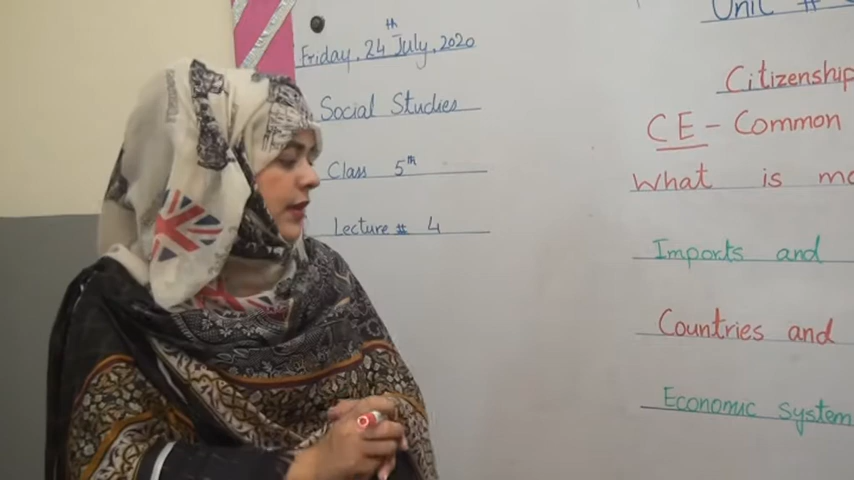 Friday, 24th July, 2020
Social Studies
Class 5th
Lecture # 4
Unit #
Citizenship
CE - Common
What is
Imports and
Countries and
Economic system